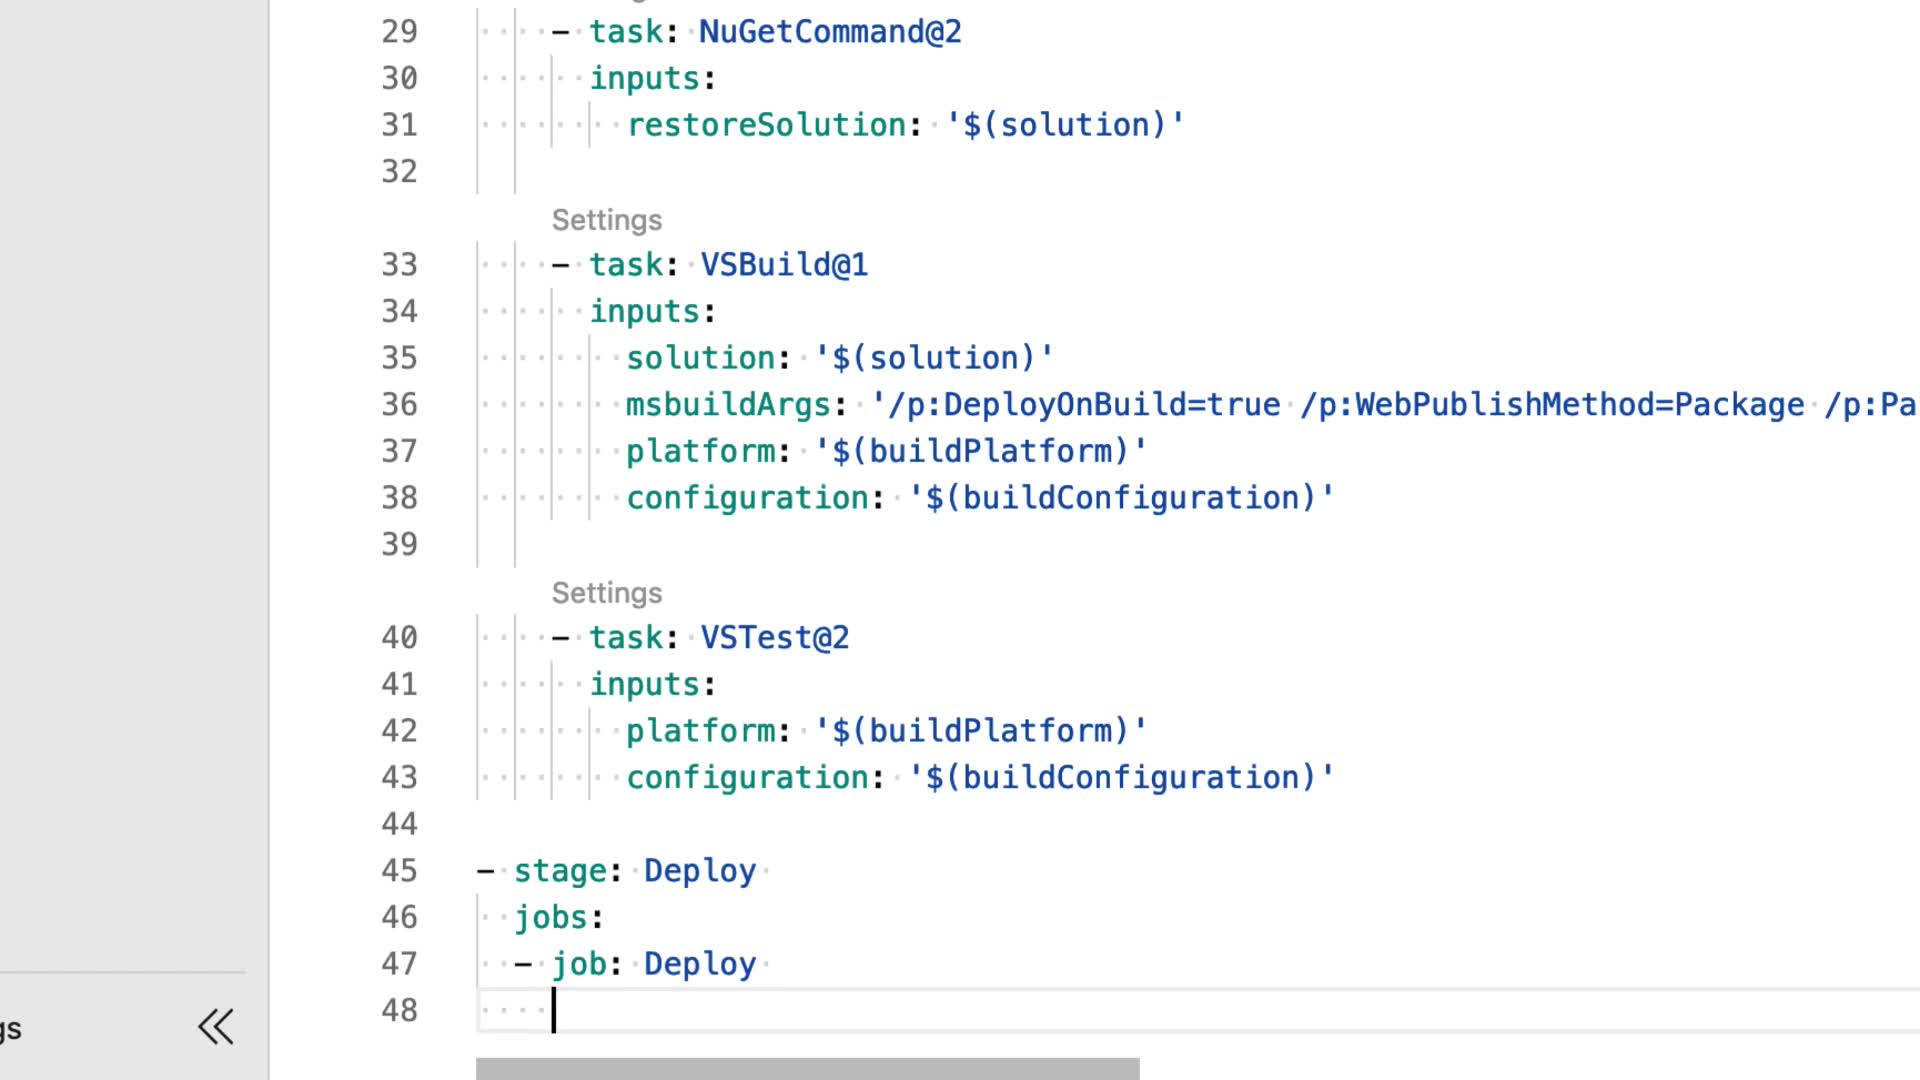 29 - task: NuGetCommand@2
30 inputs:
31 restoreSolution: '$(solution)'
32
Settings
33 - task: VSBuild@1
34 inputs:
35 solution: '$(solution)'
36 msbuildArgs: '/p:DeployOnBuild=true /p:WebPublishMethod=Package /p:Pa
37 platform: '$(buildPlatform)'
38 configuration: '$(buildConfiguration)'
39
Settings
40 - task: VSTest@2
41 inputs:
42 platform: '$(buildPlatform)'
43 configuration: '$(buildConfiguration)'
44
45 - stage: Deploy
46 jobs:
47 - job: Deploy
48
gs